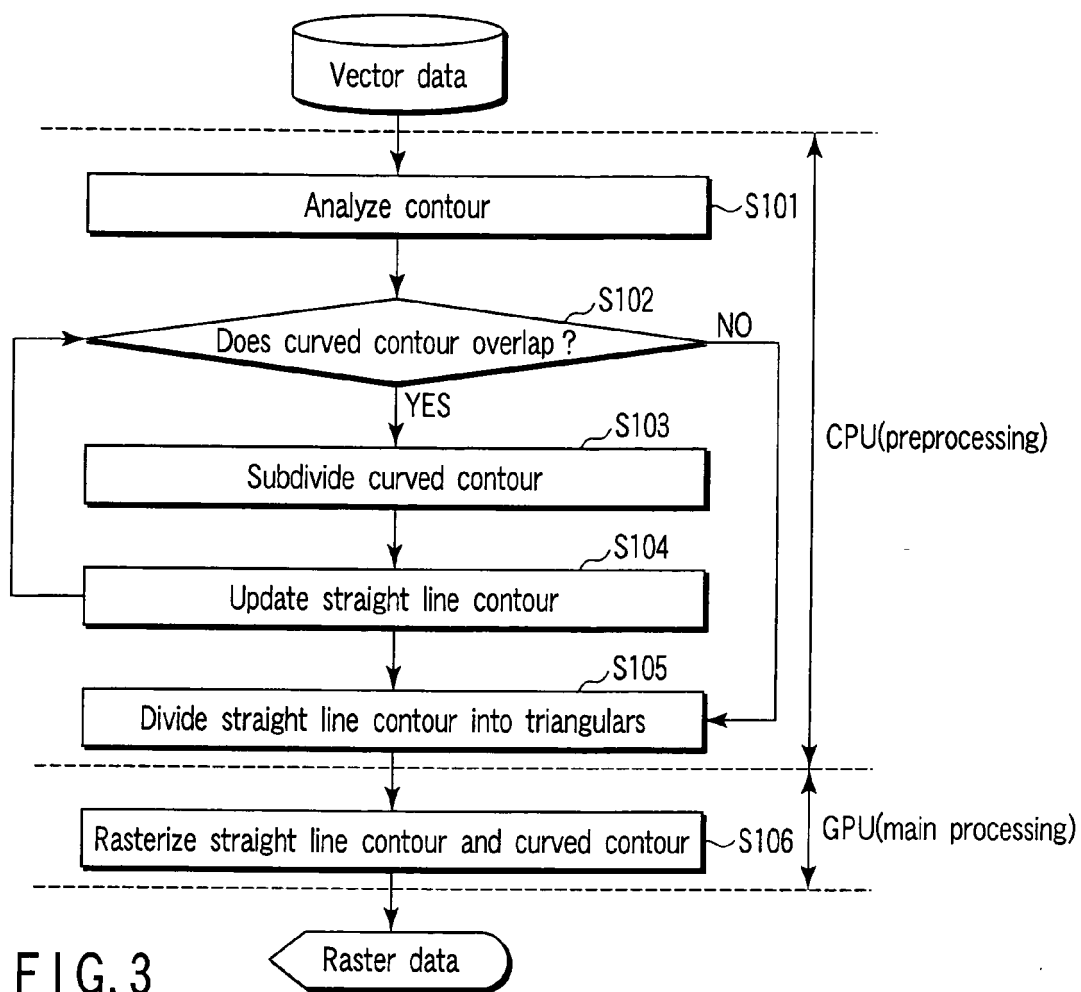 Vector data
Analyze contour
S101
S102
Does curved contour overlap ?
NO
YES
S103
Subdivide curved contour
CPU(preprocessing)
S104
Update straight line contour
S105
Divide straight line contour into triangulars
Rasterize straight line contour and curved contour
S106
GPU(main processing)
Raster data
FIG.3